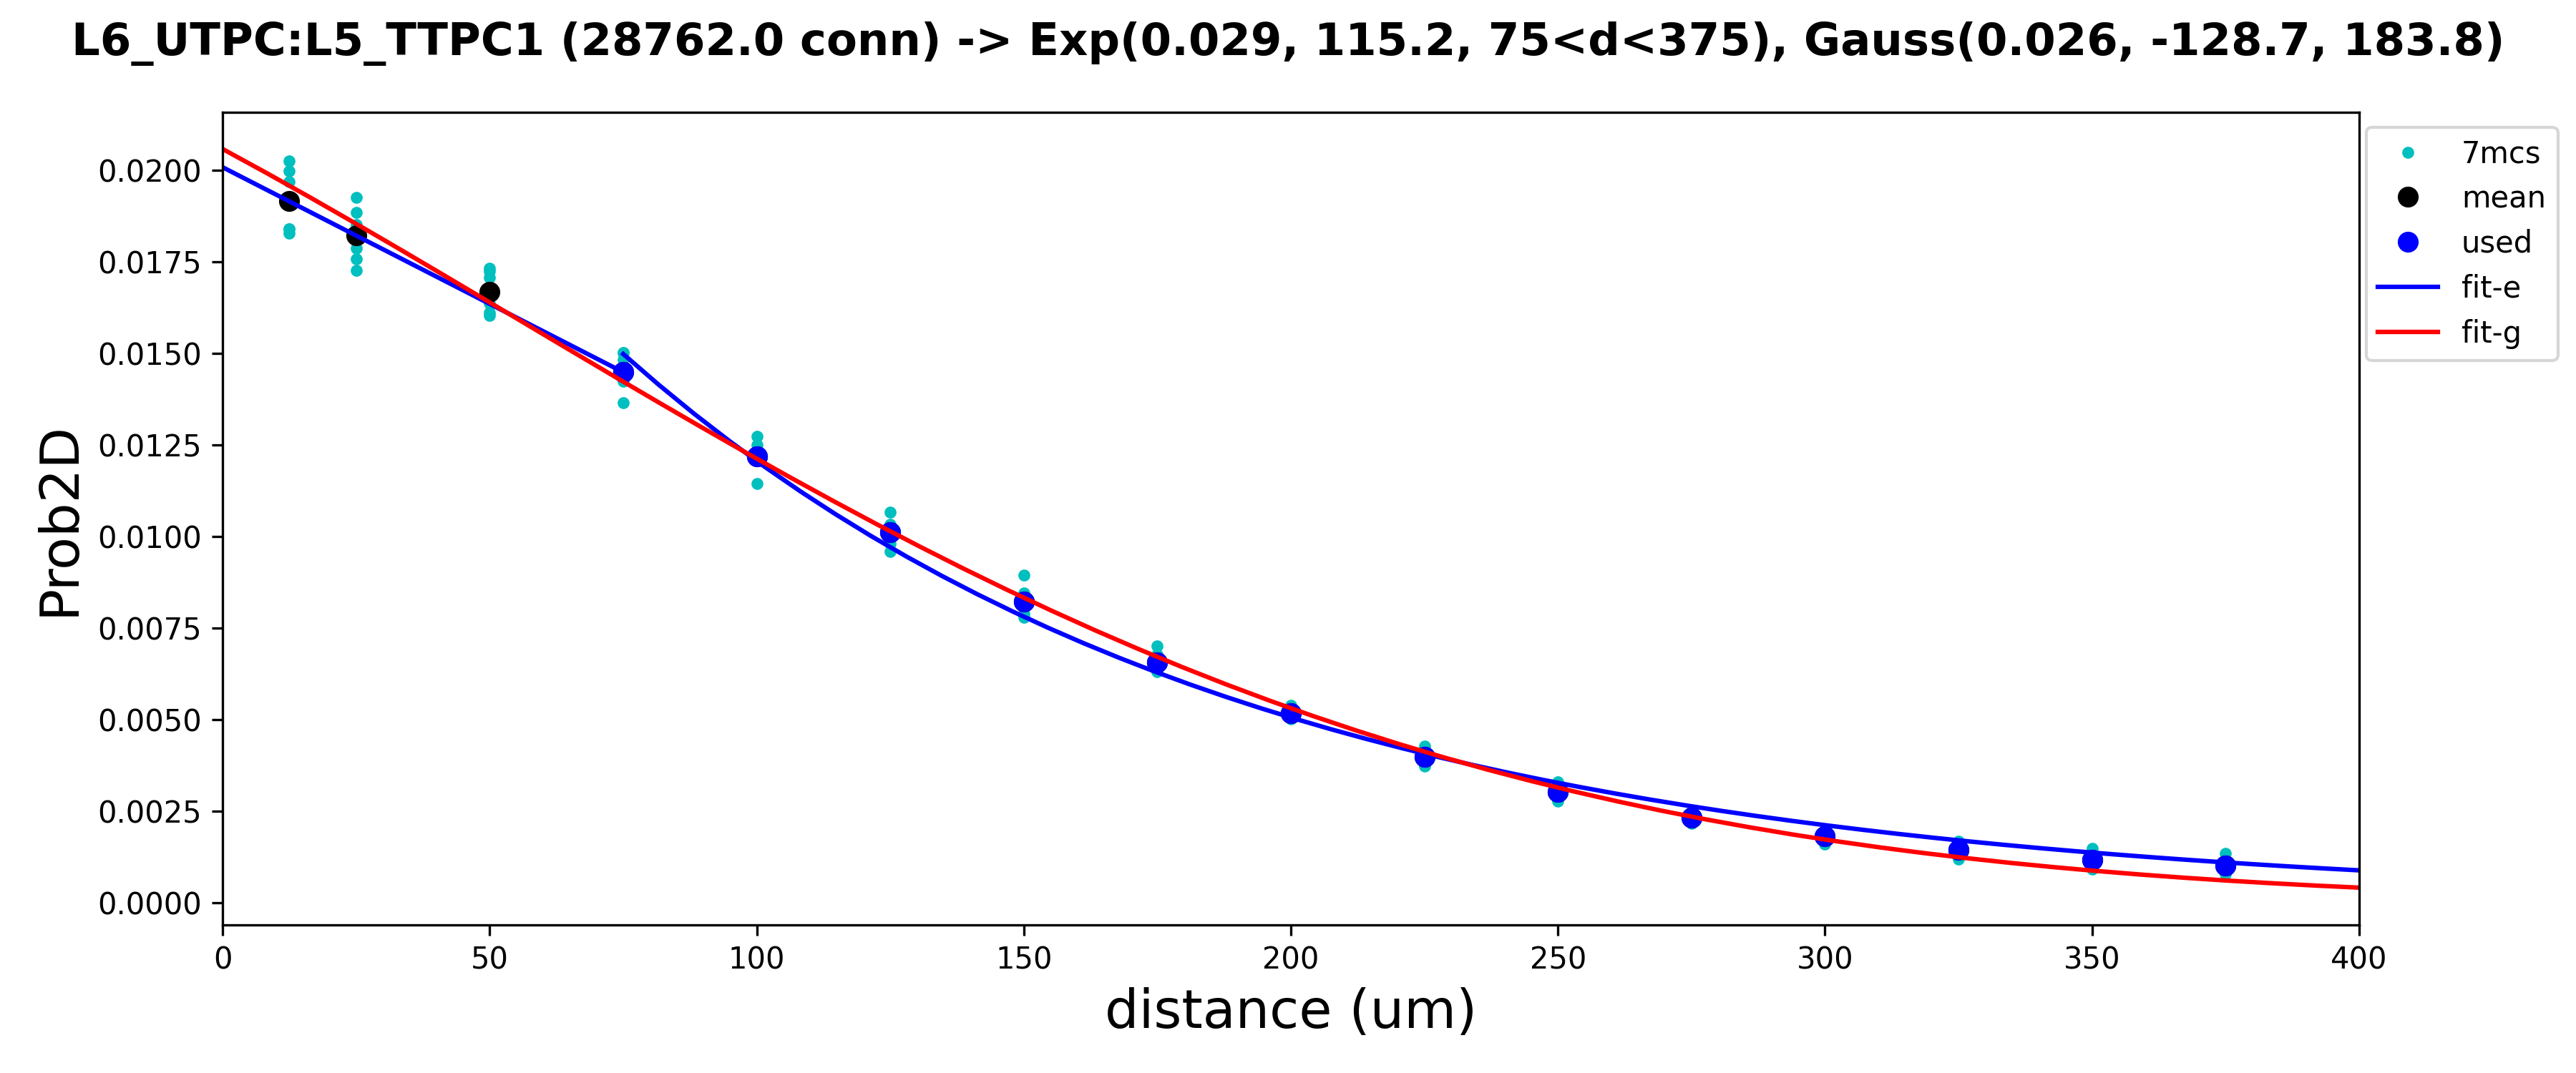 L6_UTPC:L5_TTPC1 (28762.0 conn) -> Exp(0.029, 115.2, 75<d<375), Gauss(0.026, -128.7, 183.8)
7mcs
mean
used
fit-e
fit-g
Prob2D
0.0200
0.0175
0.0150
0.0125
0.0100
0.0075
0.0050
0.0025
0.0000
0 50 100 150 200 250 300 350 400
distance (um)